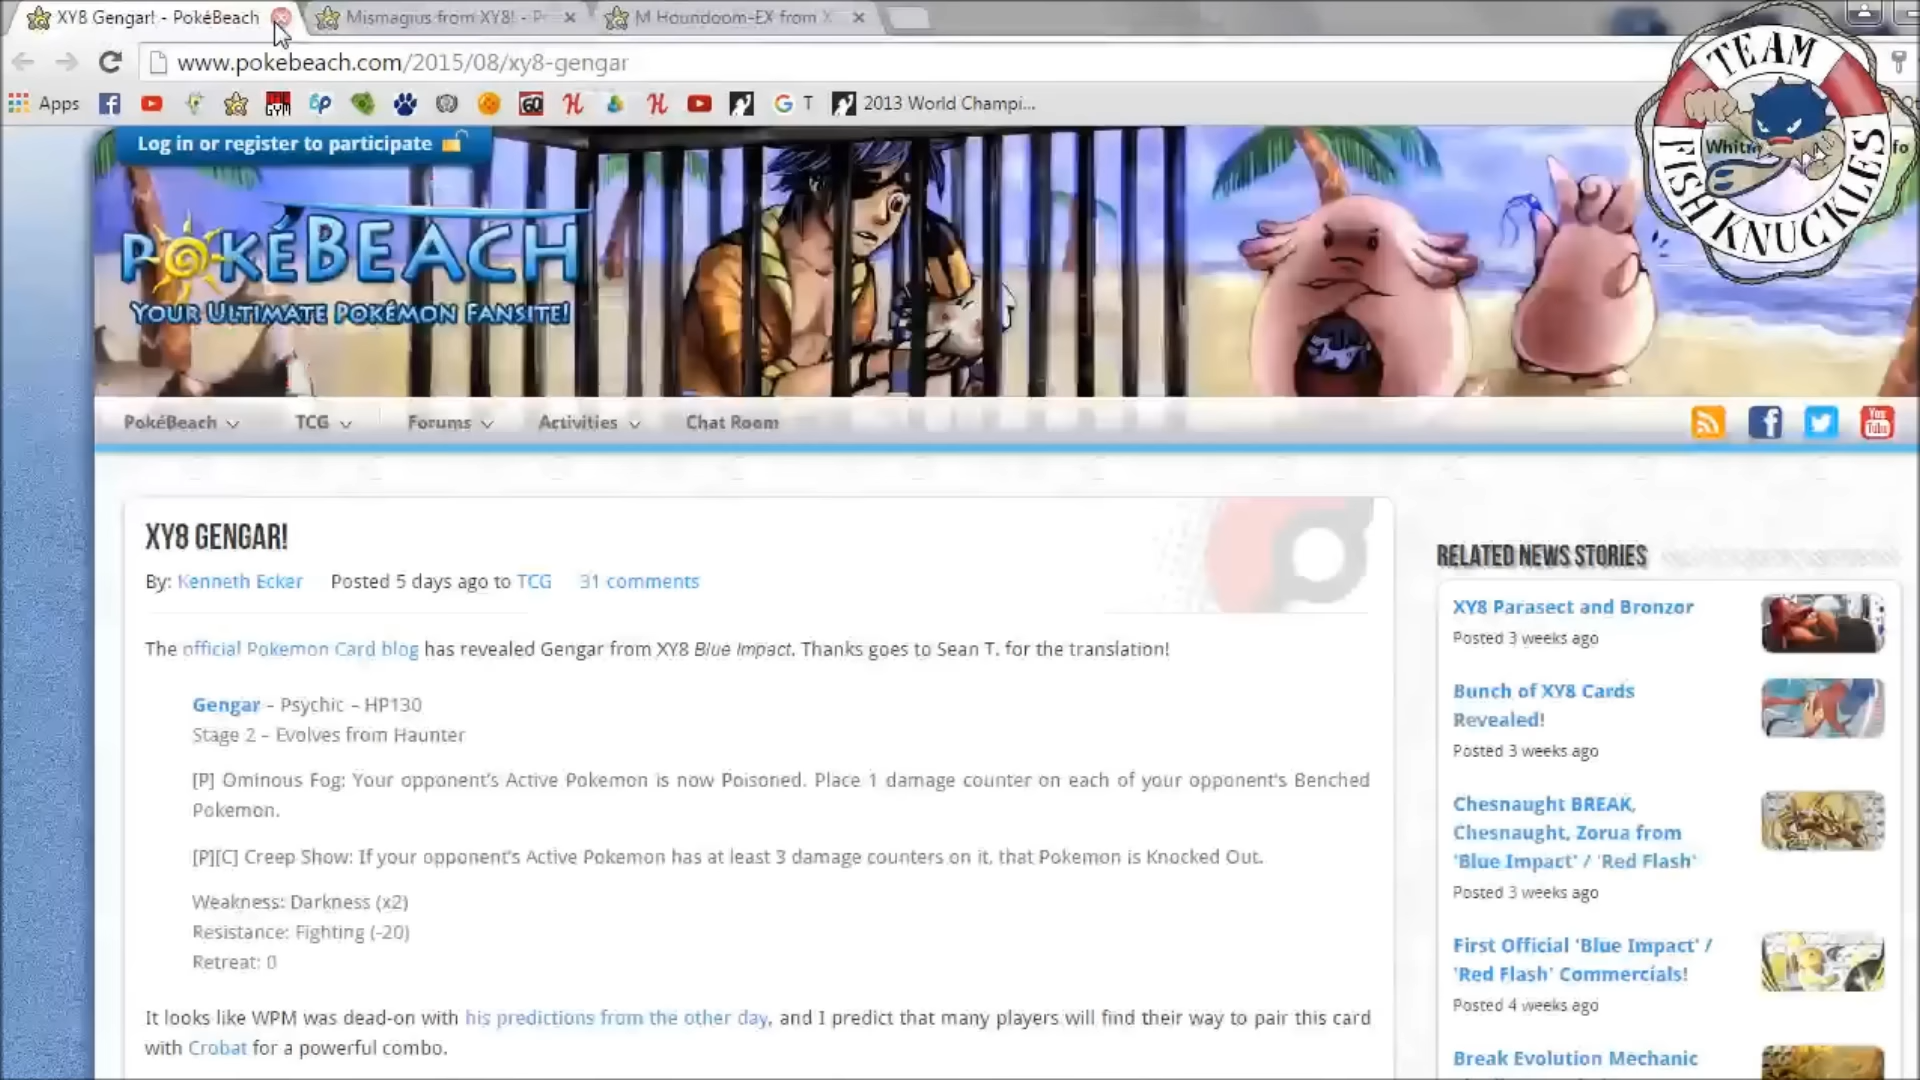 XY8 Gengar! - PokéBeach
Mismagius from XY8! - P
M Houndoom-EX from X
www.pokebeach.com/2015/08/xy8-gengar
Apps
T
2013 World Champi...
TEAM
FISH KNUCKLES
Log in or register to participate
POKÉBEACH
YOUR ULTIMATE POKÉMON FANSITE!
PokéBeach
TCG
Forums
Activities
Chat Room
You
Tube
XY8 GENGAR!
By: Kenneth Ecker Posted 5 days ago to TCG 31 comments
RELATED NEWS STORIES
The official Pokemon Card blog has revealed Gengar from XY8 Blue Impact. Thanks goes to Sean T. for the translation!
Gengar – Psychic – HP130
Stage 2 – Evolves from Haunter
[P] Ominous Fog: Your opponent's Active Pokemon is now Poisoned. Place 1 damage counter on each of your opponent's Benched
Pokemon.
[P][C] Creep Show: If your opponent's Active Pokemon has at least 3 damage counters on it, that Pokemon is Knocked Out.
Weakness: Darkness (x2)
Resistance: Fighting (-20)
Retreat: 0
It looks like WPM was dead-on with his predictions from the other day, and I predict that many players will find their way to pair this card
with Crobat for a powerful combo.
XY8 Parasect and Bronzor
Posted 3 weeks ago
Bunch of XY8 Cards
Revealed!
Posted 3 weeks ago
Chesnaught BREAK,
Chesnaught, Zorua from
'Blue Impact' / 'Red Flash'
Posted 3 weeks ago
First Official 'Blue Impact' /
'Red Flash' Commercials!
Posted 4 weeks ago
Break Evolution Mechanic